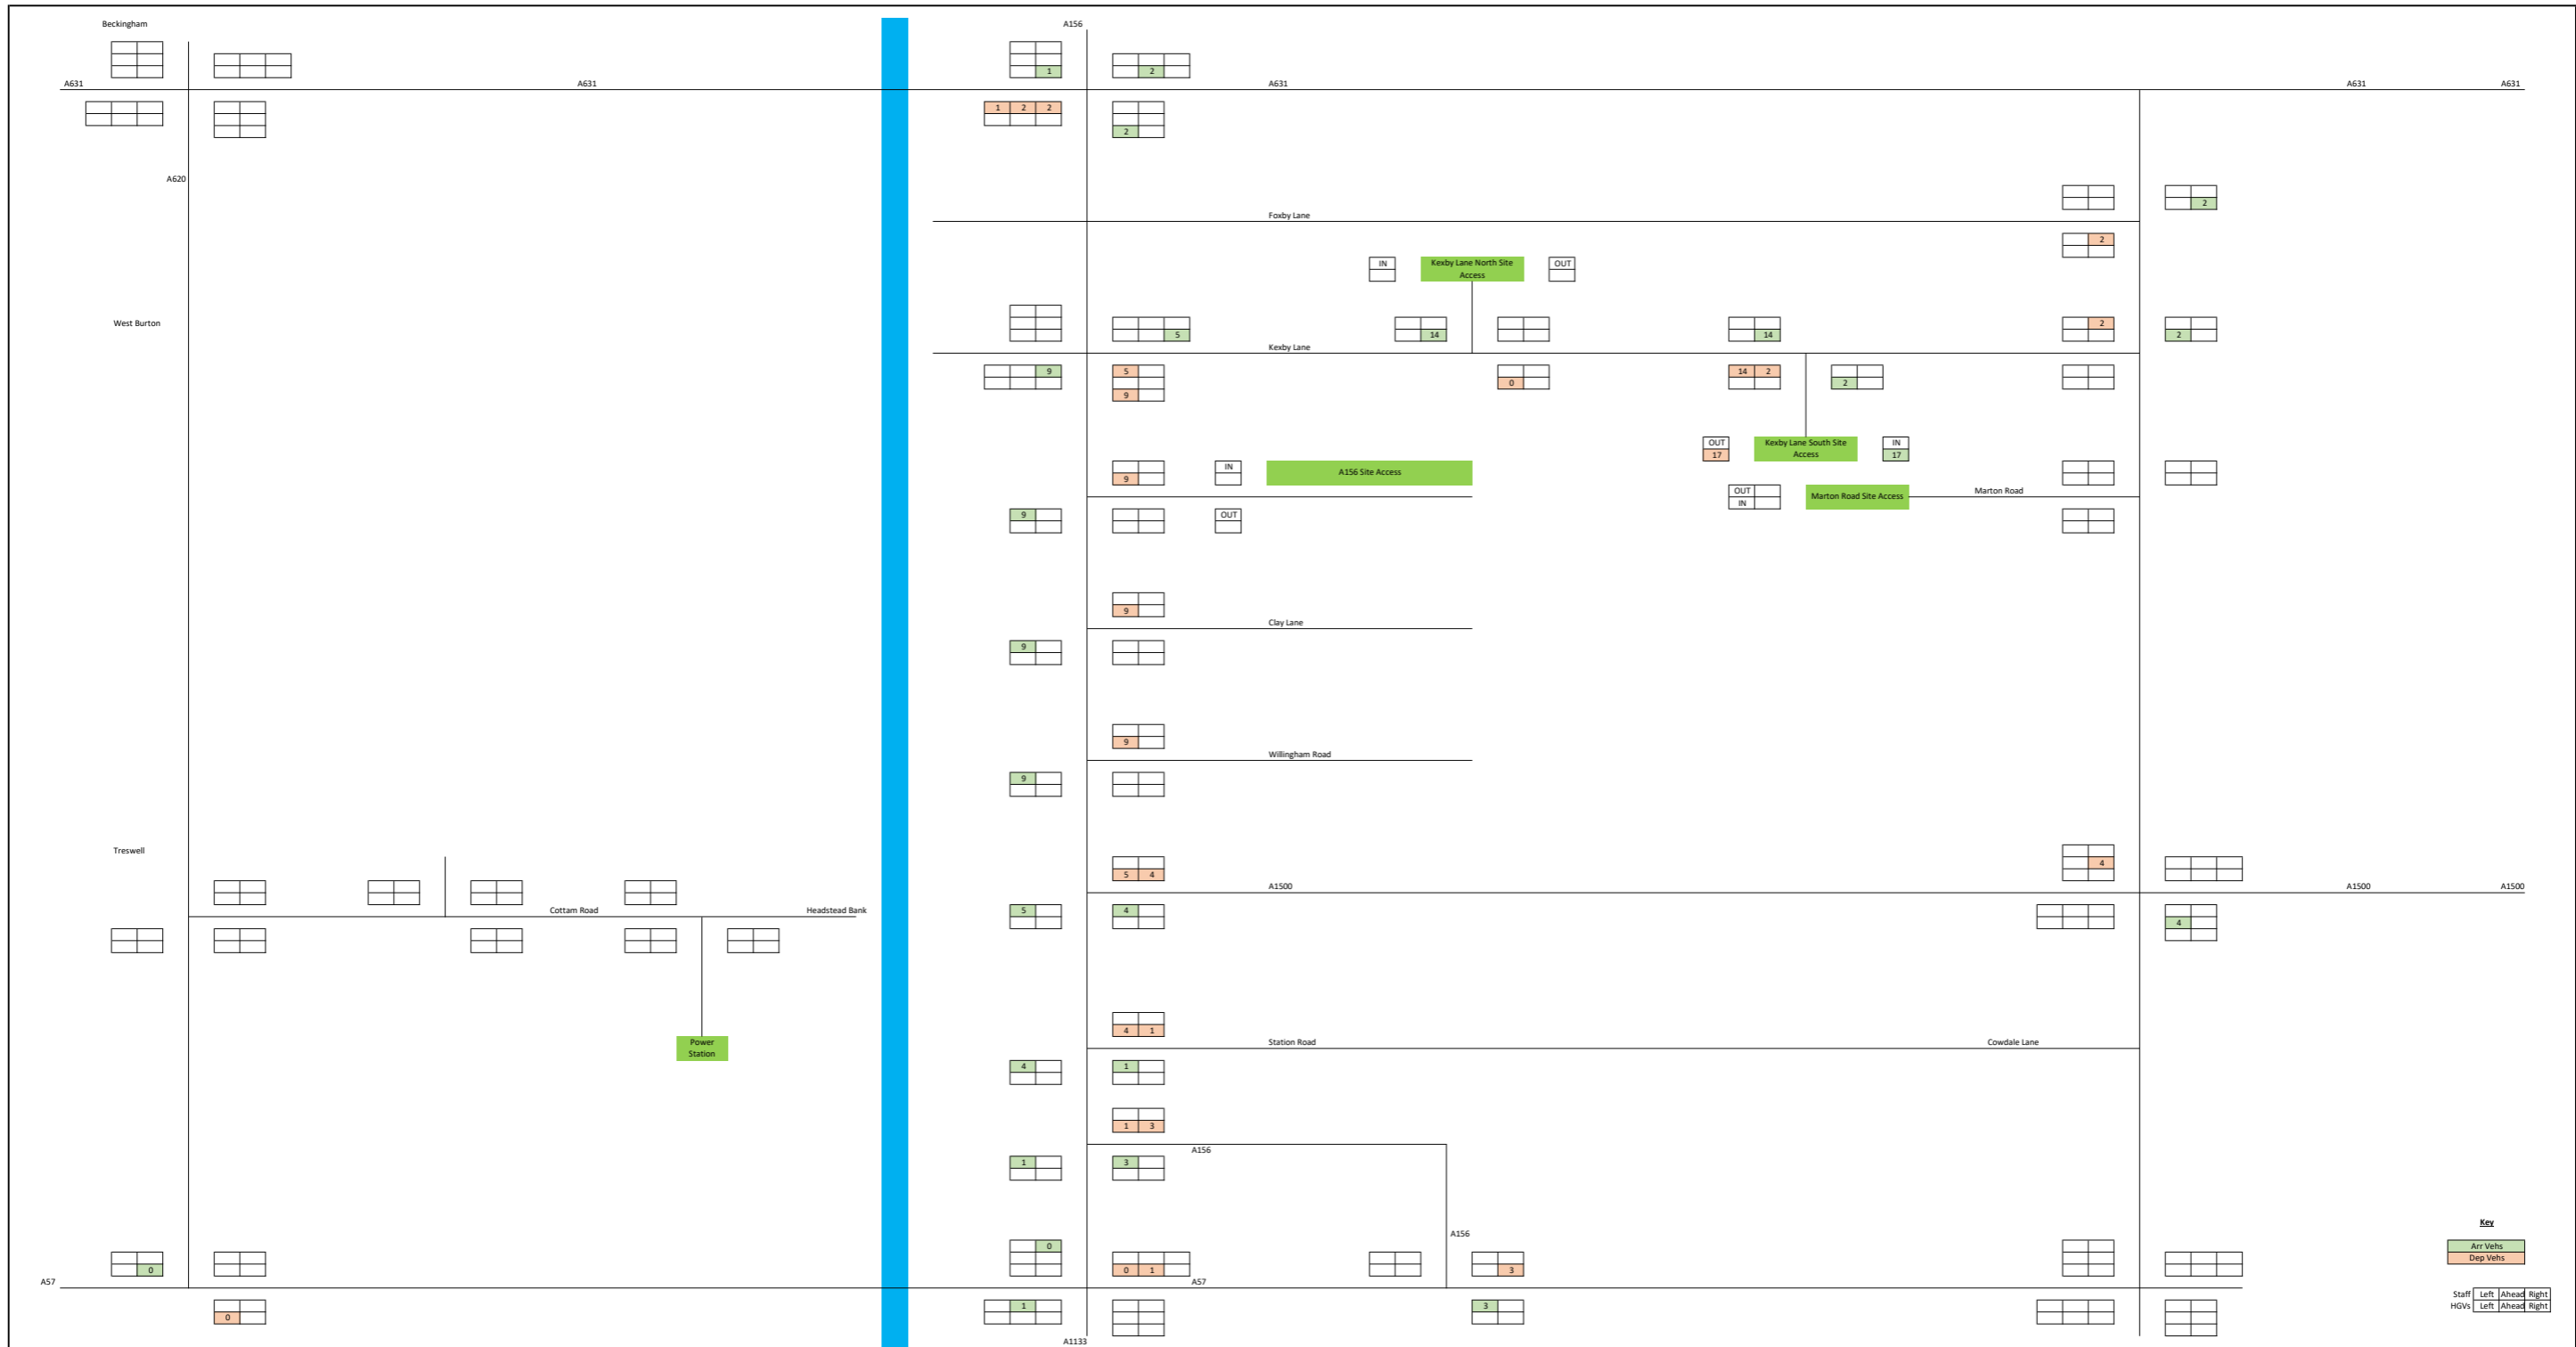 Beckingham
A156
1
2
A631
A631
A631
A631
A631
1 2 2
2
A620
2
Foxby Lane
2
IN
Kexby Lane North Site
Access
OUT
West Burton
5
14
14
2
2
Kexby Lane
9
5
9
0
14 2
2
OUT
17
Kexby Lane South Site
Access
IN
17
9
IN
A156 Site Access
OUT
IN
Marton Road Site Access
Marton Road
9
OUT
9
Clay Lane
9
9
Willingham Road
9
Treswell
5 4
4
A1500
A1500
A1500
Cottam Road
Headstead Bank
5
4
4
4 1
Station Road
Cowdale Lane
Power
Station
4
1
1 3
A156
1
3
A156
Key
Arr Vehs
Dep Vehs
0
0
0 1
3
A57
A57
0
1
3
Staff Left Ahead Right
HGVs Left Ahead Right
A1133